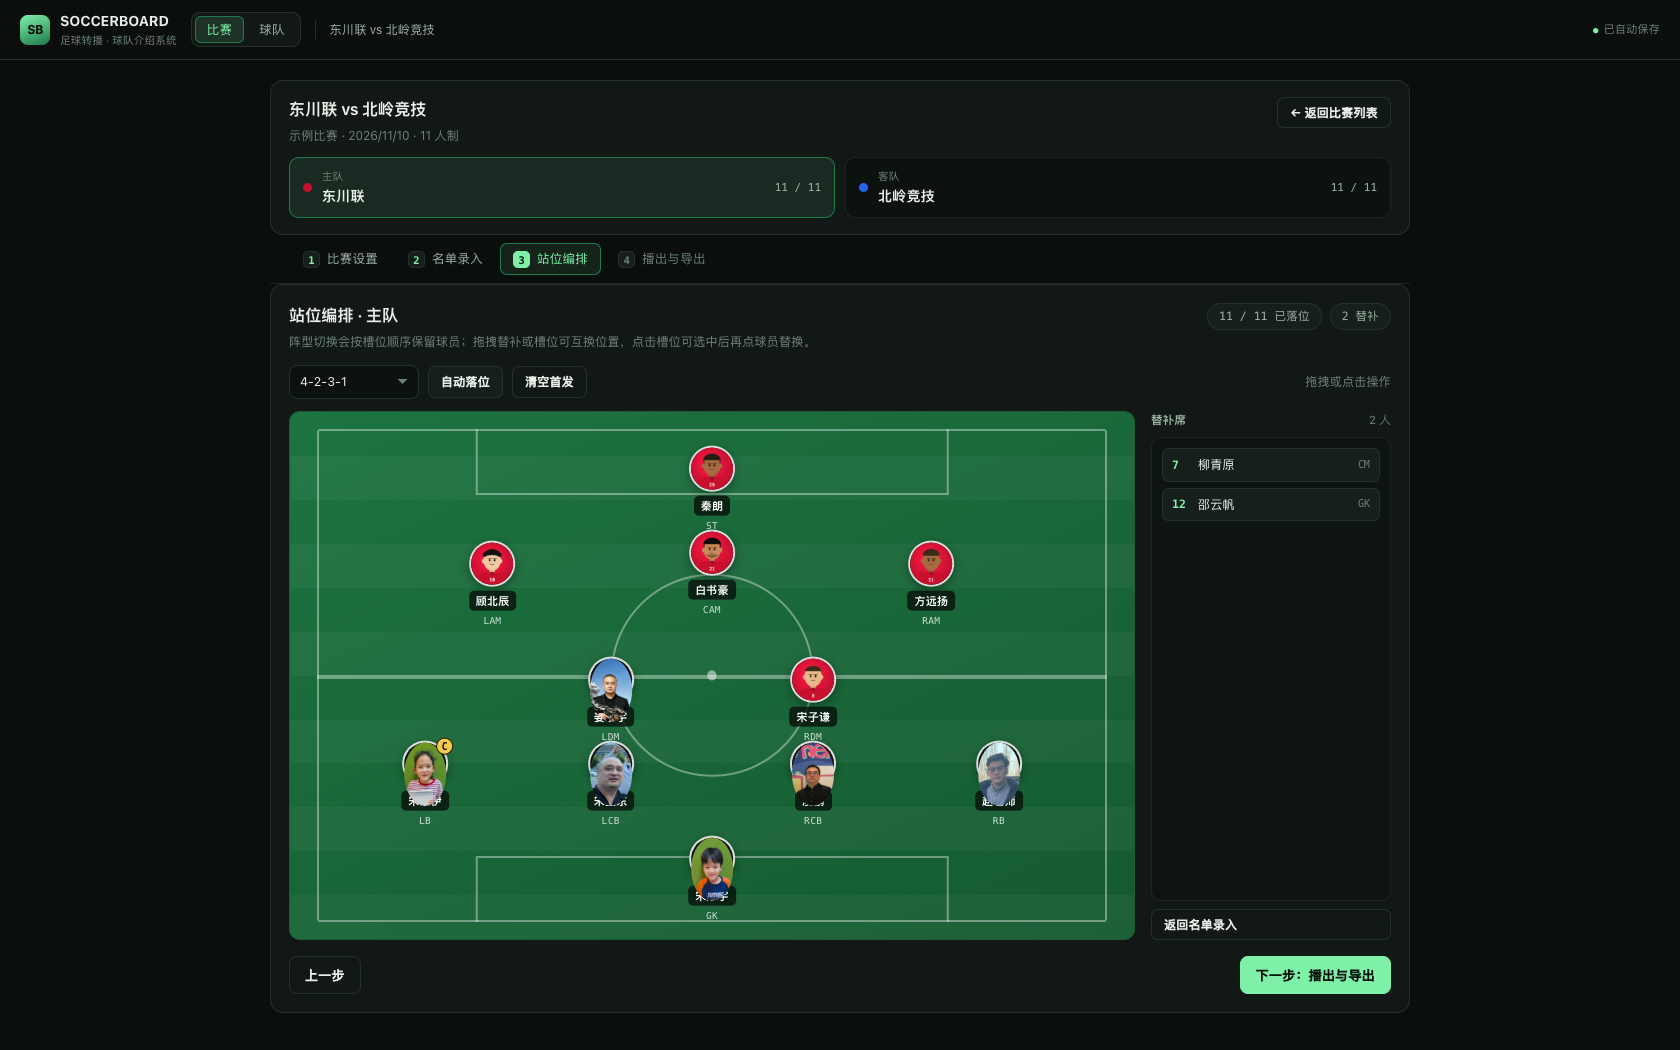 SB
SOCCERBOARD
足球转播 · 球队介绍系统
比赛
球队
东川联 vs 北岭竞技
已自动保存
东川联 vs 北岭竞技
示例比赛 · 2026/11/10 · 11 人制
← 返回比赛列表
主队
东川联
11 / 11
客队
北岭竞技
11 / 11
1 比赛设置
2 名单录入
3 站位编排
4 播出与导出
站位编排 · 主队
11 / 11 已落位
2 替补
阵型切换会按槽位顺序保留球员；拖拽替补或槽位可互换位置，点击槽位可选中后再点球员替换。
4-2-3-1
自动落位
清空首发
拖拽或点击操作
替补席
2 人
7 柳青原 CM
12 邵云帆 GK
秦朗
ST
21
白书豪
CAM
10
顾北辰
LAM
11
方远扬
RAM
LDM
8
宋子谦
RDM
C
LB
LCB
RCB
RB
GK
返回名单录入
上一步
下一步：播出与导出